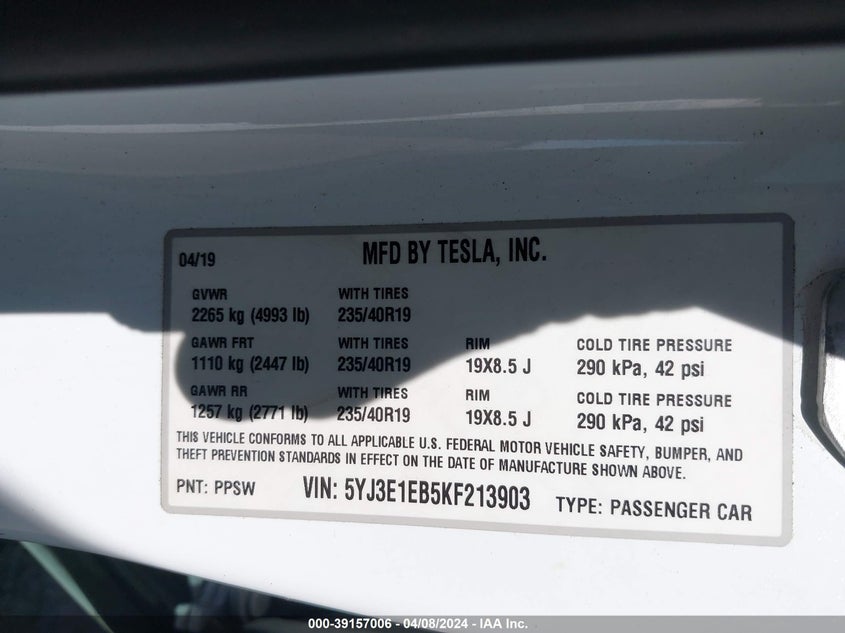 04/19
MFD BY TESLA, INC.
GVWR WITH TIRES
2265 kg (4993 lb) 235/40R19
GAWR FRT WITH TIRES RIM COLD TIRE PRESSURE
1110 kg (2447 lb) 235/40R19 19X8.5 J 290 kPa, 42 psi
GAWR RR WITH TIRES RIM COLD TIRE PRESSURE
1257 kg (2771 lb) 235/40R19 19X8.5 J 290 kPa, 42 psi
THIS VEHICLE CONFORMS TO ALL APPLICABLE U.S. FEDERAL MOTOR VEHICLE SAFETY, BUMPER, AND
THEFT PREVENTION STANDARDS IN EFFECT ON THE DATE OF MANUFACTURE SHOWN ABOVE.
PNT: PPSW VIN: 5YJ3E1EB5KF213903 TYPE: PASSENGER CAR
000-39157006 - 04/08/2024 - IAA Inc.